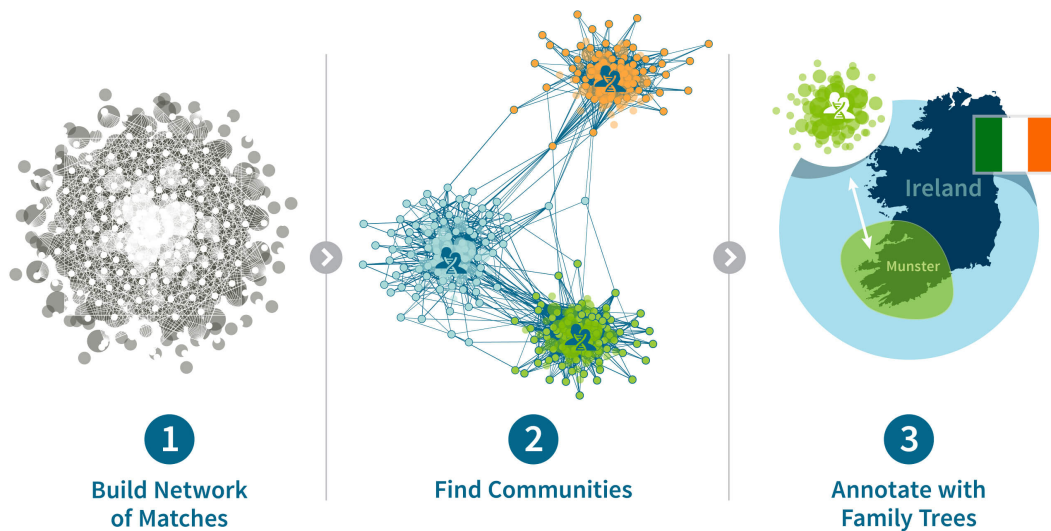 Ireland
Munster
1
2
3
Build Network
of Matches
Find Communities
Annotate with
Family Trees